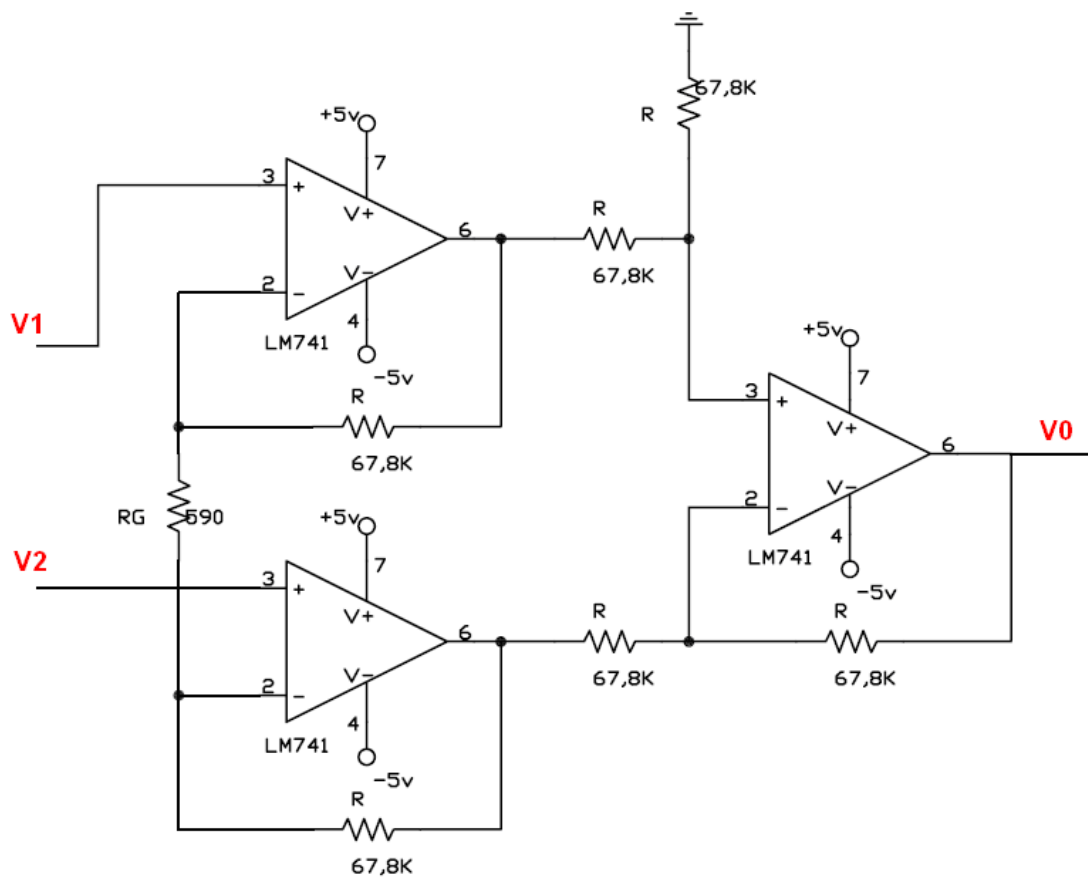 67,8K
R
+5v
7
3
+
V+
6
R
67,8K
V-
2
-
4
LM741
-5v
V1
R
67,8K
+5v
7
3
+
V+
6
V0
V-
2
-
4
LM741
-5v
RG 590
+5v
7
V2
3
+
V+
6
R
67,8K
R
67,8K
V-
2
-
4
LM741
-5v
R
67,8K